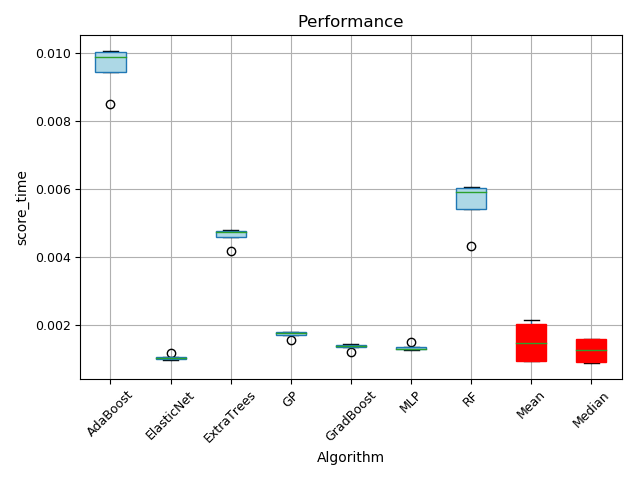 Performance
score_time
0.010
0.008
0.006
0.004
0.002
AdaBoost
ElasticNet
ExtraTrees
GP
GradBoost
MLP
RF
Mean
Median
Algorithm